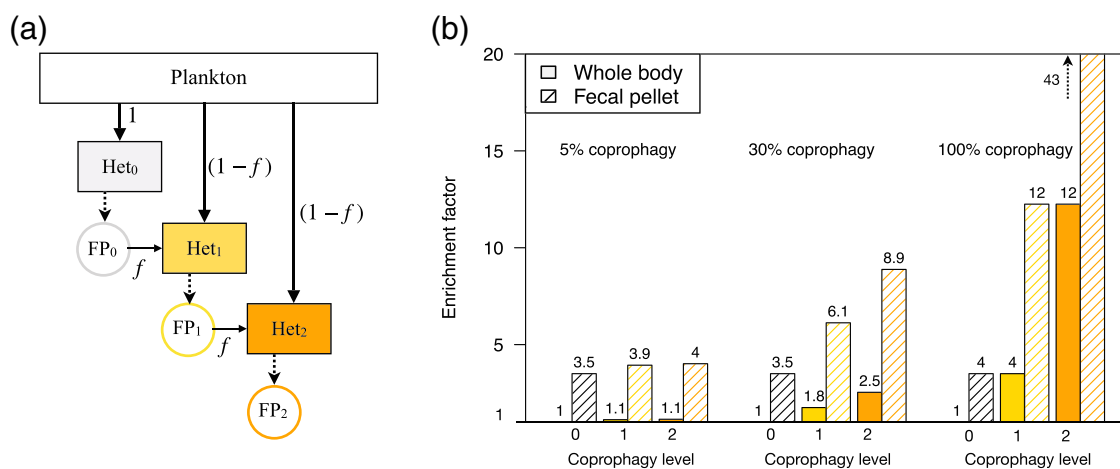 (a)
Plankton
1
Het0
(1 − f)
(1 − f)
FP0
f
Het1
FP1
f
Het2
FP2
(b)
Enrichment factor
20
15
10
5
1
Whole body
Fecal pellet
5% coprophagy
30% coprophagy
100% coprophagy
43
1
3.5
1.1
3.9
1.1
4
1
3.5
1.8
6.1
2.5
8.9
1
4
4
12
12
0 1 2
0 1 2
0 1 2
Coprophagy level
Coprophagy level
Coprophagy level